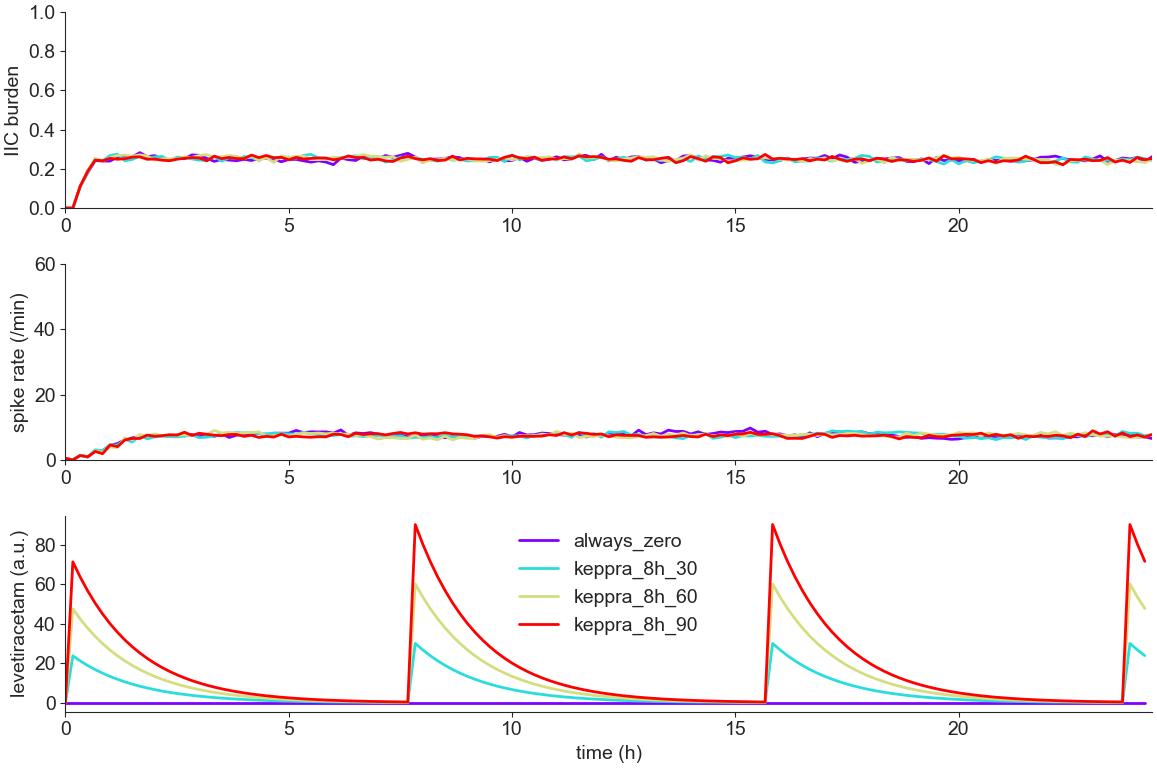 1.0
0.8
0.6
0.4
0.2
0.0
IIC burden
0 5 10 15 20
60
40
20
0
spike rate (/min)
0 5 10 15 20
80
60
40
20
0
levetiracetam (a.u.)
always_zero
keppra_8h_30
keppra_8h_60
keppra_8h_90
0 5 10 15 20
time (h)